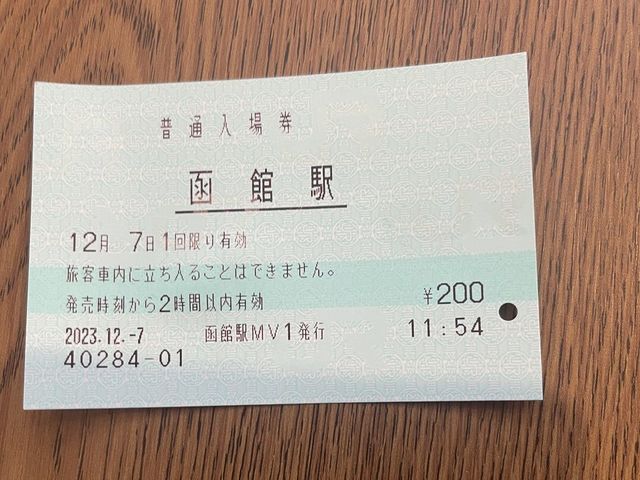 普通入場券
函館駅
12月 7日1回限り有効
旅客車内に立ち入ることはできません。
発売時刻から2時間以内有効 ¥200
2023.12.-7 函館駅MV1発行 11:54
40284-01